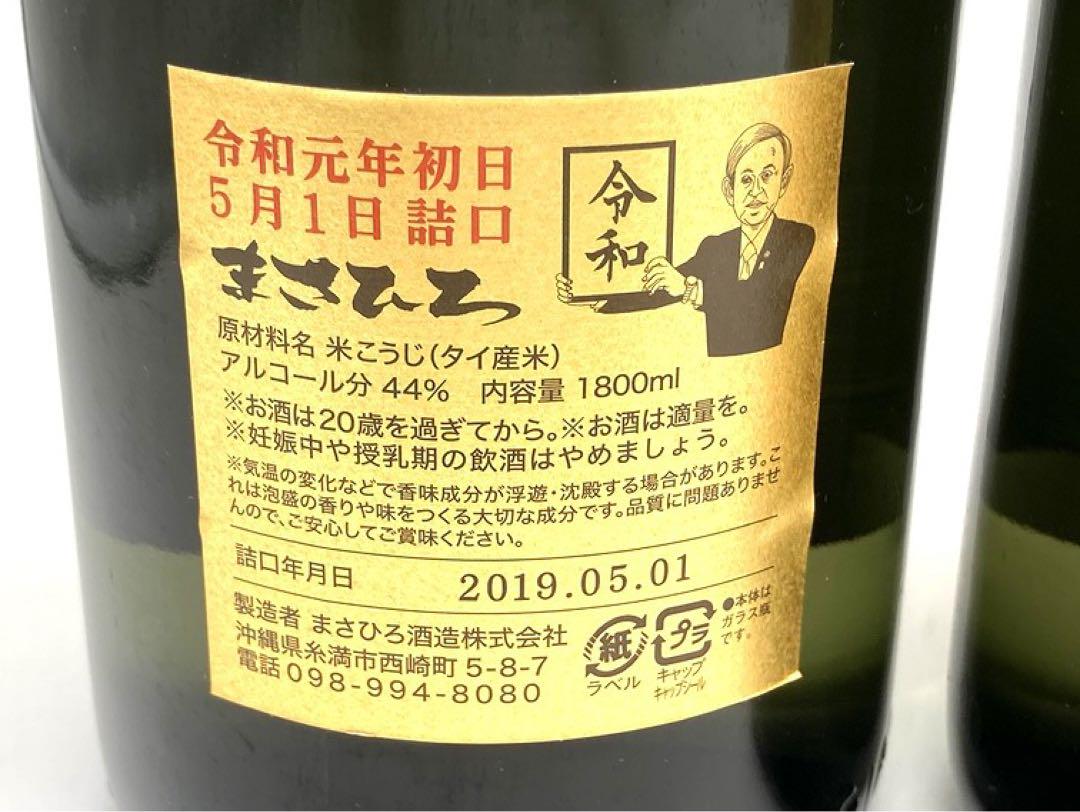 令和元年初日
5月1日 詰口
令和
まさひろ
原材料名 米こうじ(タイ産米)
アルコール分 44% 内容量 1800ml
※お酒は20歳を過ぎてから。※お酒は適量を。
※妊娠中や授乳期の飲酒はやめましょう。
※気温の変化などで香味成分が浮遊・沈殿する場合があります。こ
れは泡盛の香りや味をつくる大切な成分です。品質に問題ありませ
んので、ご安心してご賞味ください。
詰口年月日 2019.05.01
製造者 まさひろ酒造株式会社
沖縄県糸満市西崎町 5-8-7
電話 098-994-8080
紙
ラベル
プラ
キャップ
キャップシール
●本体は
ガラス瓶
です。